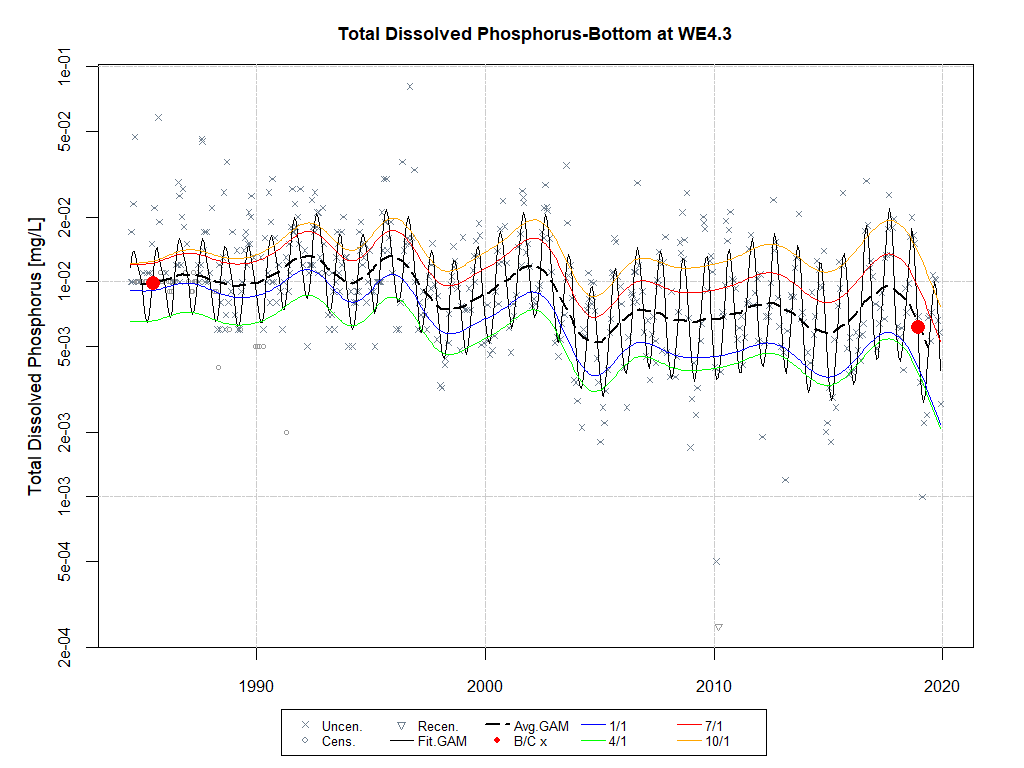 Total Dissolved Phosphorus-Bottom at WE4.3
Total Dissolved Phosphorus [mg/L]
1e-01
5e-02
2e-02
1e-02
5e-03
2e-03
1e-03
5e-04
2e-04
1990 2000 2010 2020
Uncen. Recen. Avg.GAM 1/1 7/1
Cens. Fit.GAM B/C x 4/1 10/1